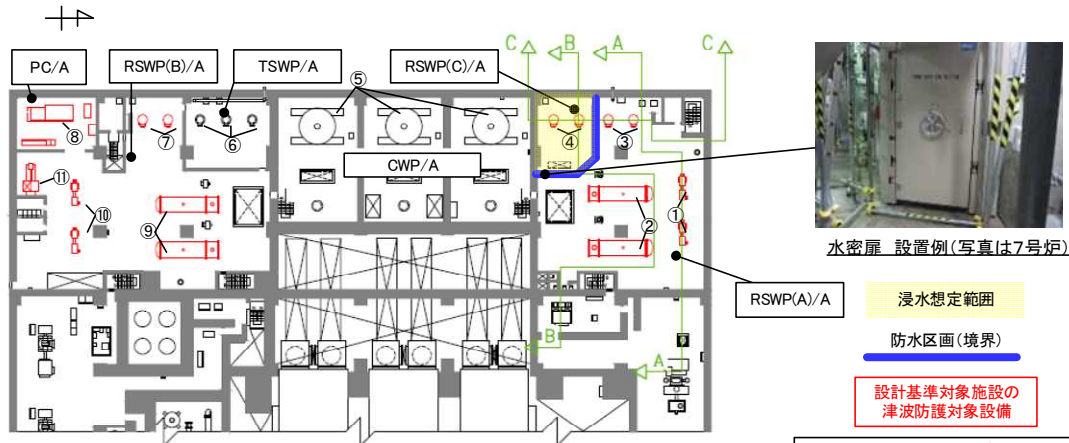 C
B
A
C
PC/A
RSWP(B)/A
TSWP/A
RSWP(C)/A
⑤
⑧
⑦
⑥
④
③
CWP/A
⑪
⑩
⑨
②
①
水密扉 設置例(写真は7号炉)
RSWP(A)/A
浸水想定範囲
防水区画(境界)
B
A
設計基準対象施設の
津波防護対象設備